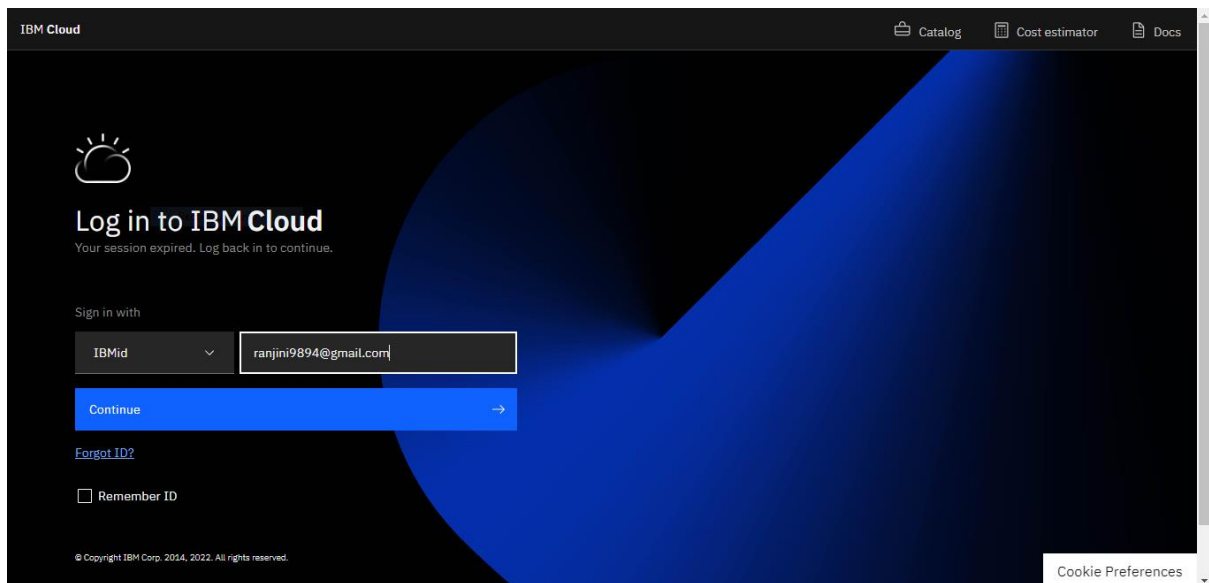 IBM Cloud
Catalog
Cost estimator
Docs
Log in to IBM Cloud
Your session expired. Log back in to continue.
Sign in with
IBMid
ranjini9894@gmail.com
Continue
Forgot ID?
Remember ID
© Copyright IBM Corp. 2014, 2022. All rights reserved.
Cookie Preferences